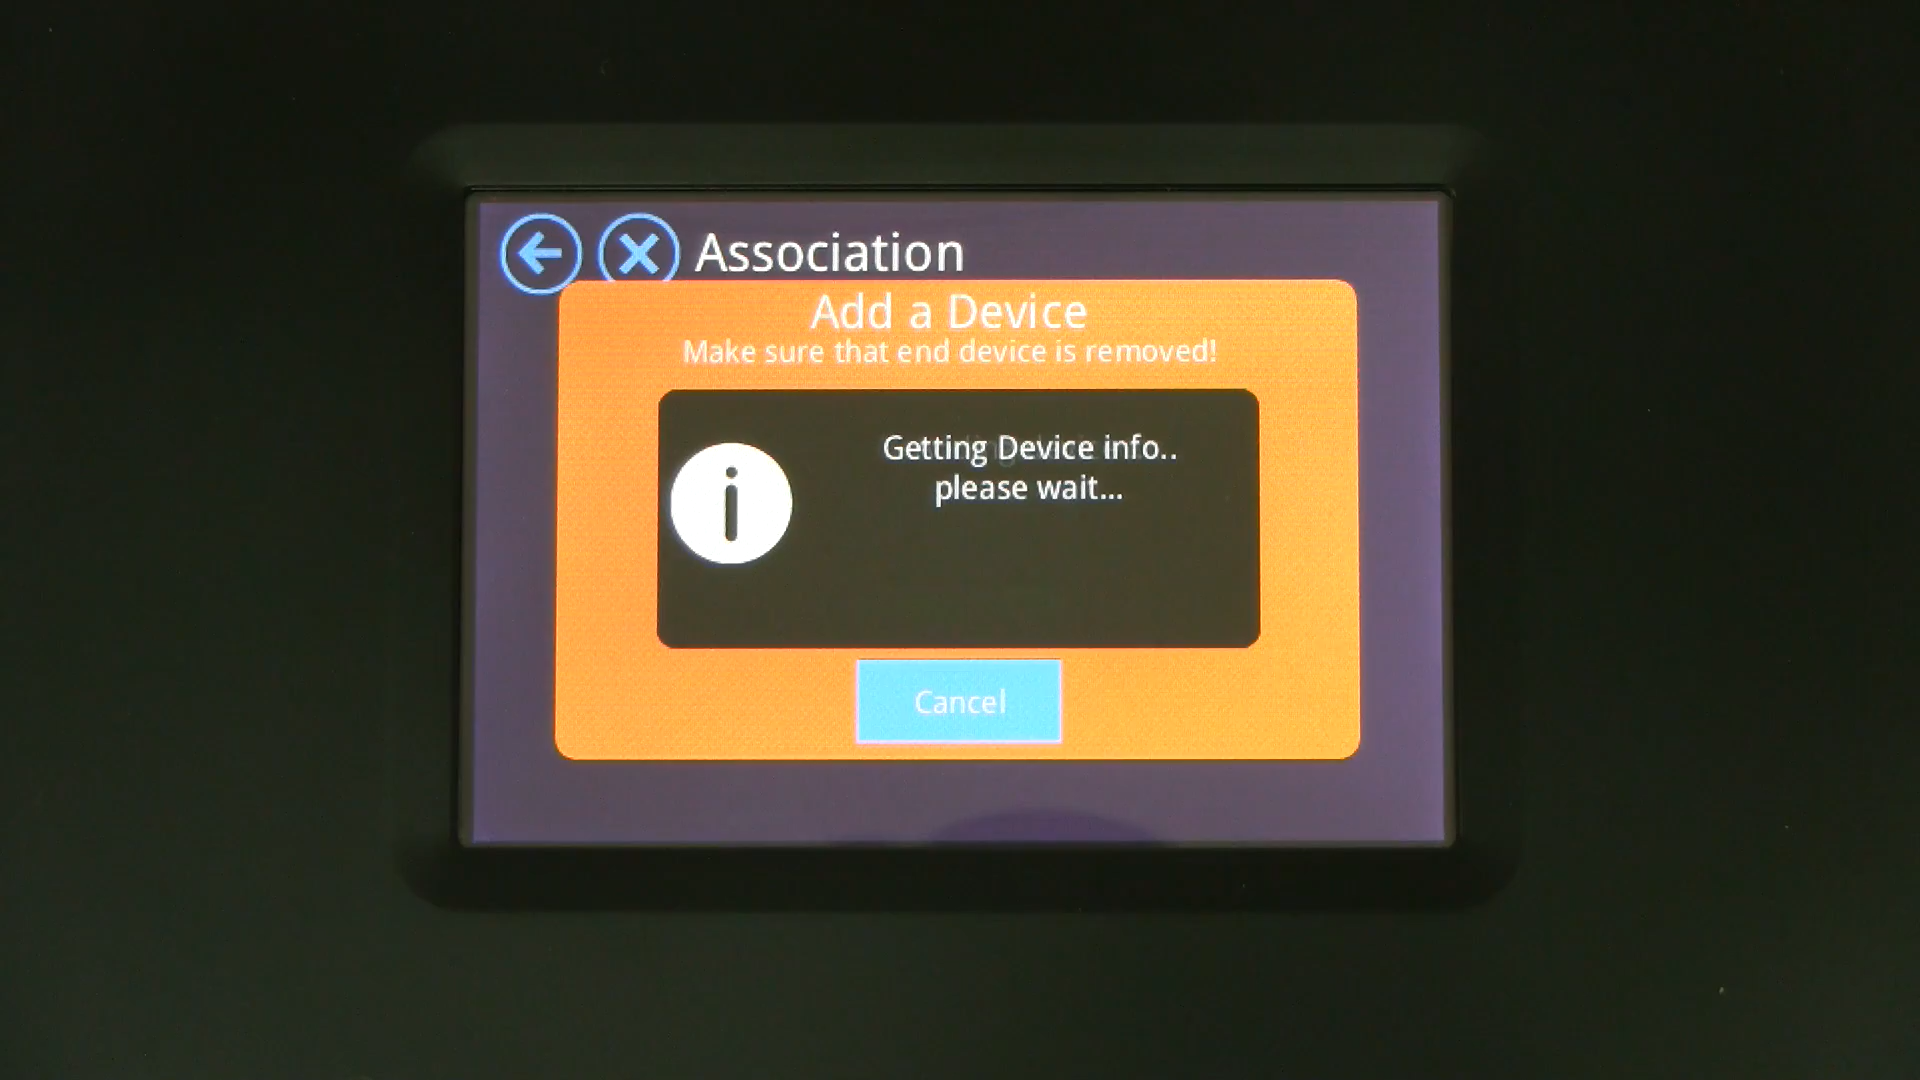 Association
Add a Device
Make sure that end device is removed!
Getting Device info..
please wait...
Cancel